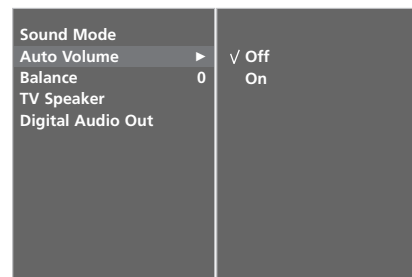 Sound Mode
Auto Volume ►
Balance 0
TV Speaker
Digital Audio Out
√ Off
On